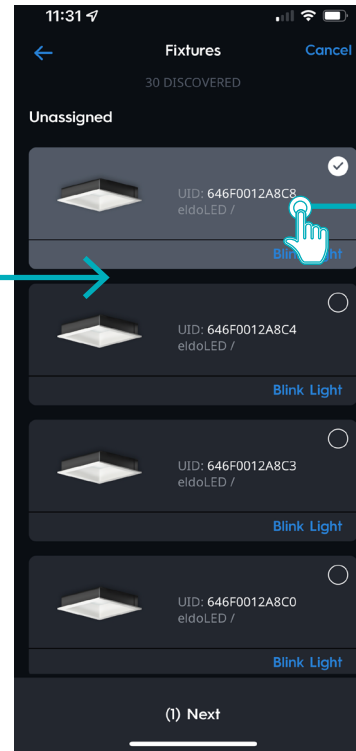 11:31
Fixtures
Cancel
30 DISCOVERED
Unassigned
UID: 646F0012A8C8
eldoLED /
Blink Light
UID: 646F0012A8C4
eldoLED /
Blink Light
UID: 646F0012A8C3
eldoLED /
Blink Light
UID: 646F0012A8C0
eldoLED /
Blink Light
(1) Next